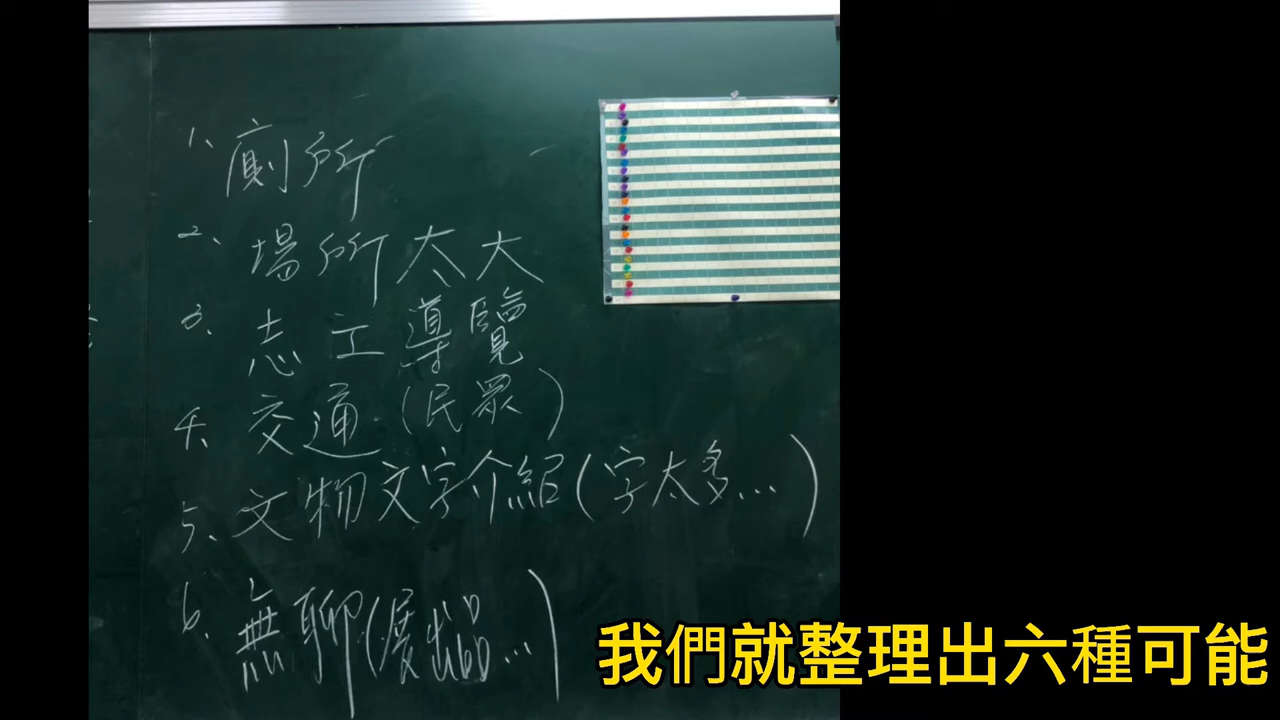 1、廁所
2、場所太大
3、志工導覽
4、交通(民眾)
5、文物文字介紹(字太多...)
6、無聊(展出品...)
我們就整理出六種可能